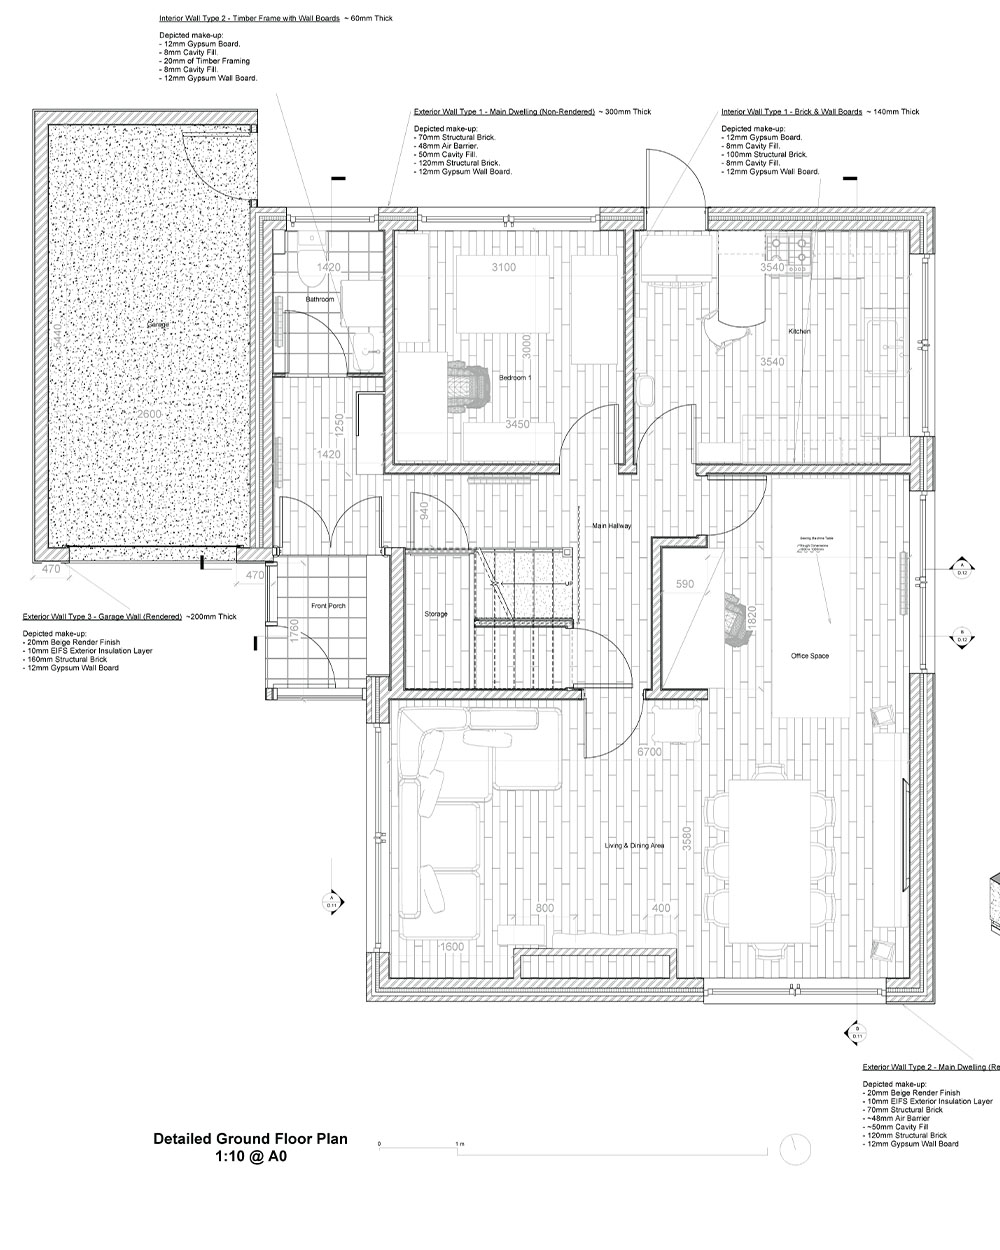 Interior Wall Type 2 - Timber Frame with Wall Boards ~ 60mm Thick
Depicted make-up:
- 12mm Gypsum Board.
- 8mm Cavity Fill.
- 20mm of Timber Framing
- 8mm Cavity Fill.
- 12mm Gypsum Wall Board.
Exterior Wall Type 1 - Main Dwelling (Non-Rendered) ~ 300mm Thick
Depicted make-up:
- 70mm Structural Brick.
- 48mm Air Barrier.
- 50mm Cavity Fill.
- 120mm Structural Brick.
- 12mm Gypsum Wall Board.
Interior Wall Type 1 - Brick & Wall Boards ~ 140mm Thick
Depicted make-up:
- 12mm Gypsum Board.
- 8mm Cavity Fill.
- 100mm Structural Brick.
- 8mm Cavity Fill.
- 12mm Gypsum Wall Board.
1420
3100
3540
Bathroom
Garage
5440
Kitchen
3000
3540
Bedroom 1
2600
1250
3450
1420
940
Main Hallway
470
470
590
UP
A
0.12
Front Porch
Storage
1820
1760
B
0.12
Office Space
Exterior Wall Type 3 - Garage Wall (Rendered) ~200mm Thick
Depicted make-up:
- 20mm Beige Render Finish
- 10mm EIFS Exterior Insulation Layer
- 160mm Structural Brick
- 12mm Gypsum Wall Board
6700
3580
Living & Dining Area
A
0.11
800
400
1600
B
0.11
Exterior Wall Type 2 - Main Dwelling (Re
Depicted make-up:
- 20mm Beige Render Finish
- 10mm EIFS Exterior Insulation Layer
- 70mm Structural Brick
- ~48mm Air Barrier
- ~50mm Cavity Fill
- 120mm Structural Brick
- 12mm Gypsum Wall Board
Detailed Ground Floor Plan
1:10 @ A0
0
1 m